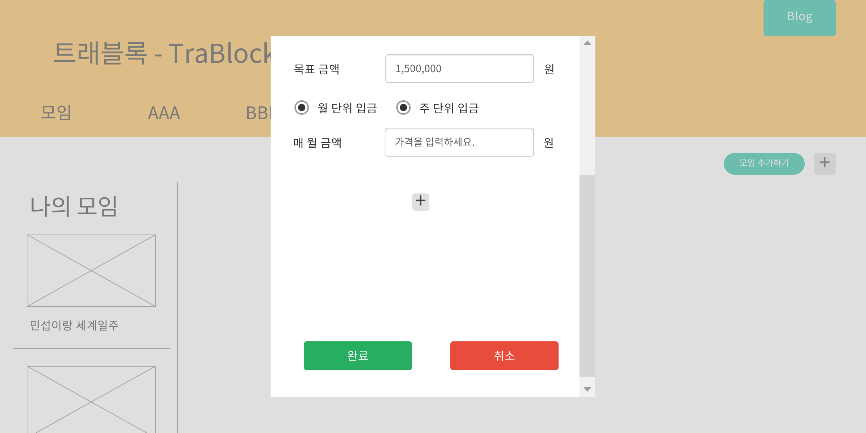 Blog
트래블록 - TraBlock
모임
AAA
목표 금액
1,500,000
원
월 단위 입금
주 단위 입금
매 월 금액
가격을 입력하세요.
원
+
모임 추가하기
+
나의 모임
민섭이랑 세계일주
완료
취소